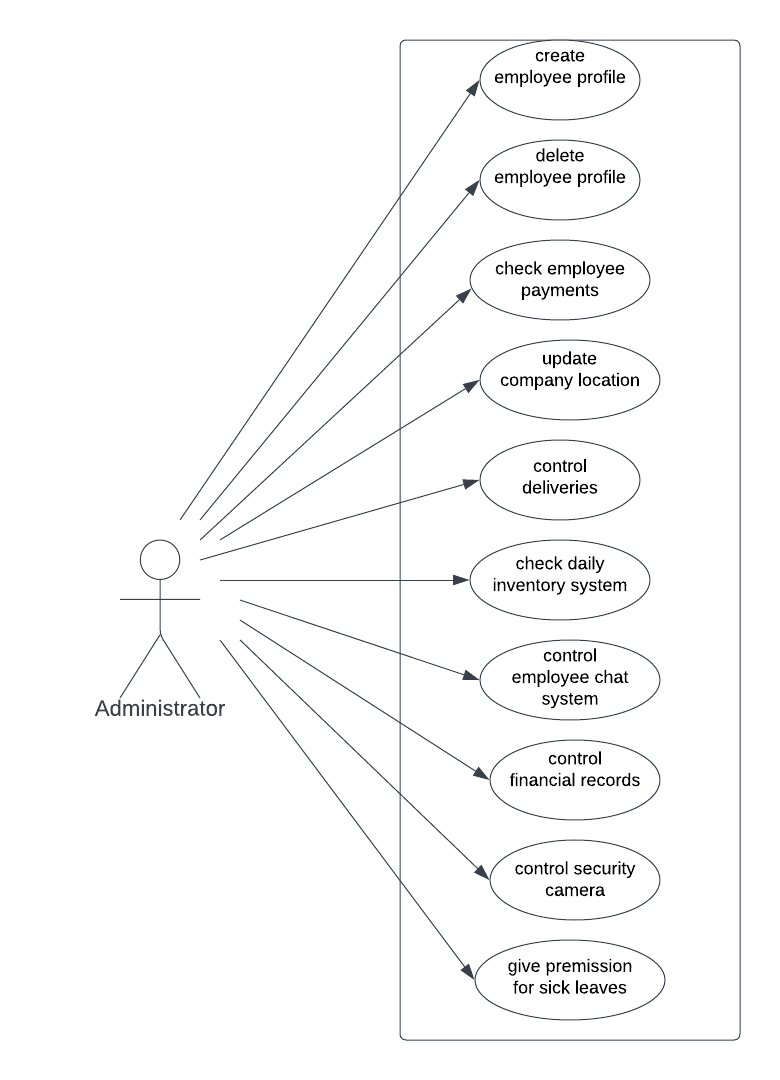 create
employee profile
delete
employee profile
check employee
payments
update
company location
control
deliveries
check daily
inventory system
control
employee chat
system
Administrator
control
financial records
control security
camera
give premission
for sick leaves